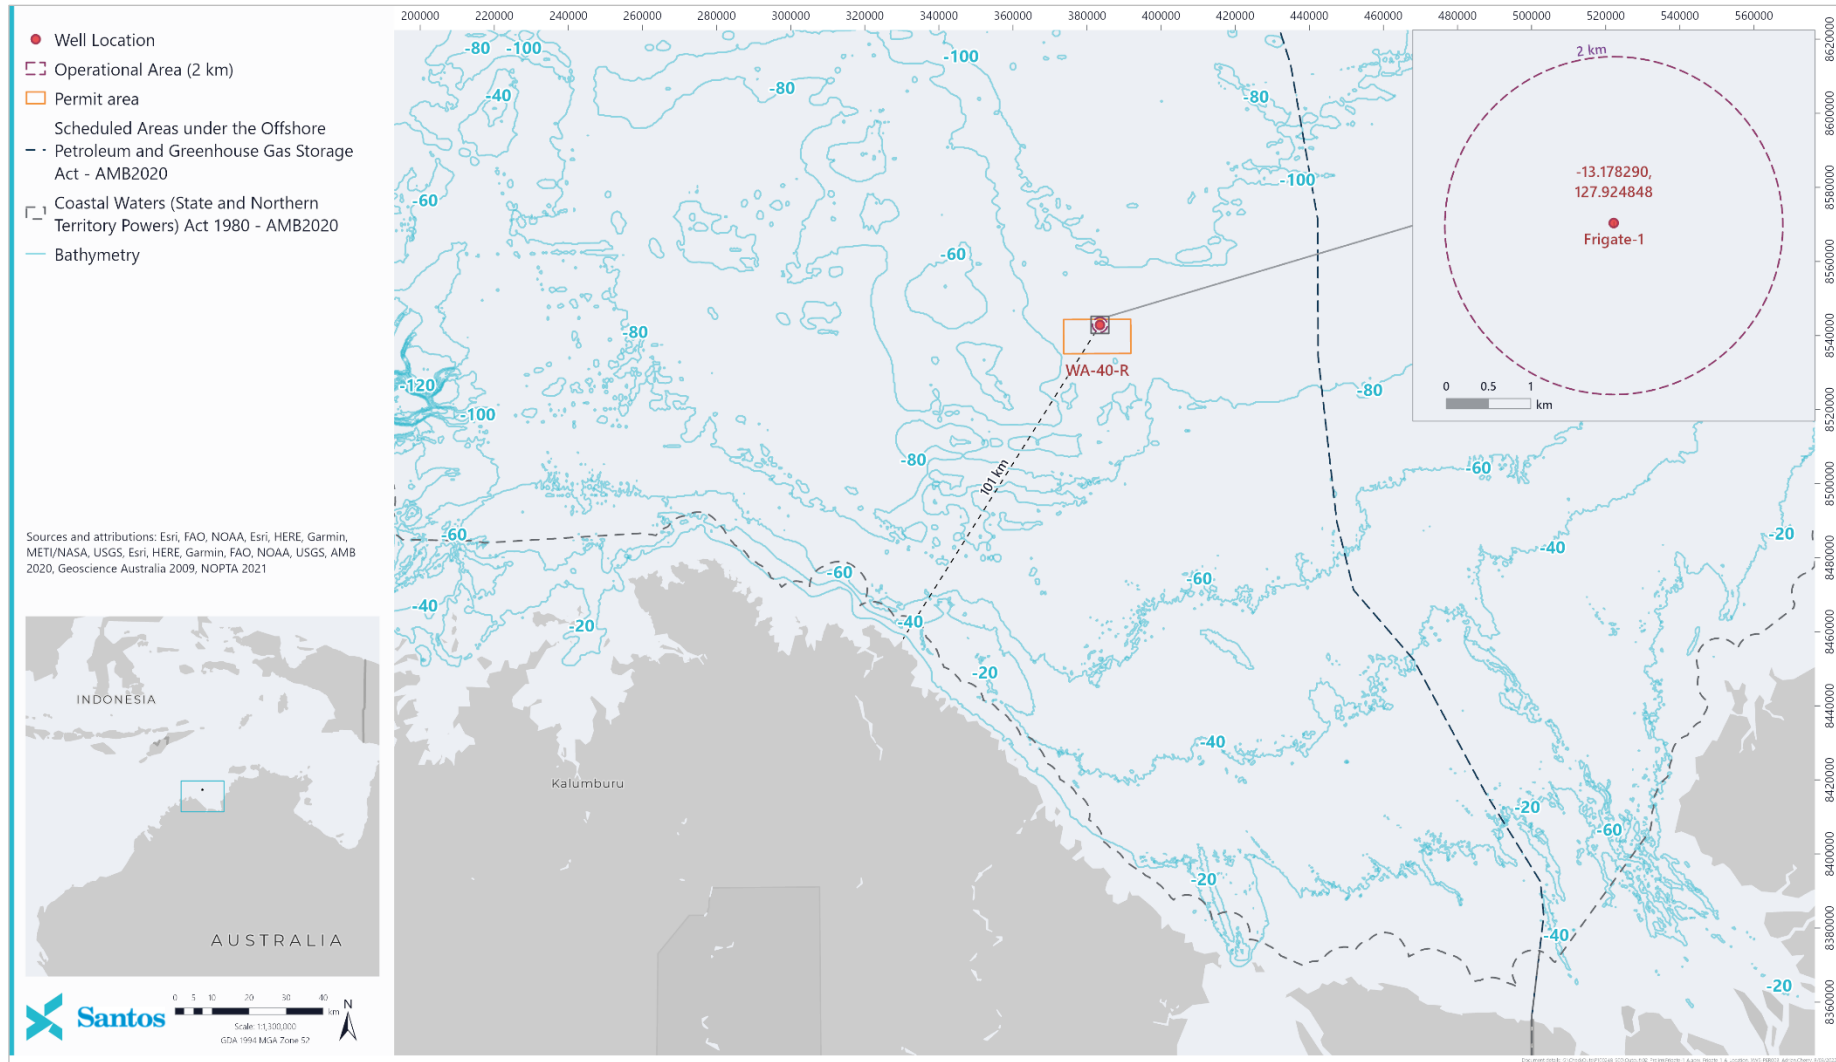 200000 220000 240000 260000 280000 300000 320000 340000 360000 380000 400000 420000 440000 460000 480000 500000 520000 540000 560000
Well Location
Operational Area (2 km)
Permit area
Scheduled Areas under the Offshore
Petroleum and Greenhouse Gas Storage
Act - AMB2020
Coastal Waters (State and Northern
Territory Powers) Act 1980 - AMB2020
Bathymetry
Sources and attributions: Esri, FAO, NOAA, Esri, HERE, Garmin,
METI/NASA, USGS, Esri, HERE, Garmin, FAO, NOAA, USGS, AMB
2020, Geoscience Australia 2009, NOPTA 2021
INDONESIA
AUSTRALIA
Santos
0 5 10 20 30 40
km
N
Scale: 1:1,300,000
GDA 1994 MGA Zone 52
-80 -100
-100
-40
-80
-80
-60
-100
-60
-80
-120
-100
-80
-80
-60
-60
-60
-40
-20
-40
-60
-40
-20
-20
-40
-20
-60
-20
-40
-20
WA-40-R
101 km
Kalumburu
2 km
-13.178290,
127.924848
Frigate-1
0 0.5 1
km
8620000
8600000
8580000
8560000
8540000
8520000
8500000
8480000
8460000
8440000
8420000
8400000
8380000
8360000